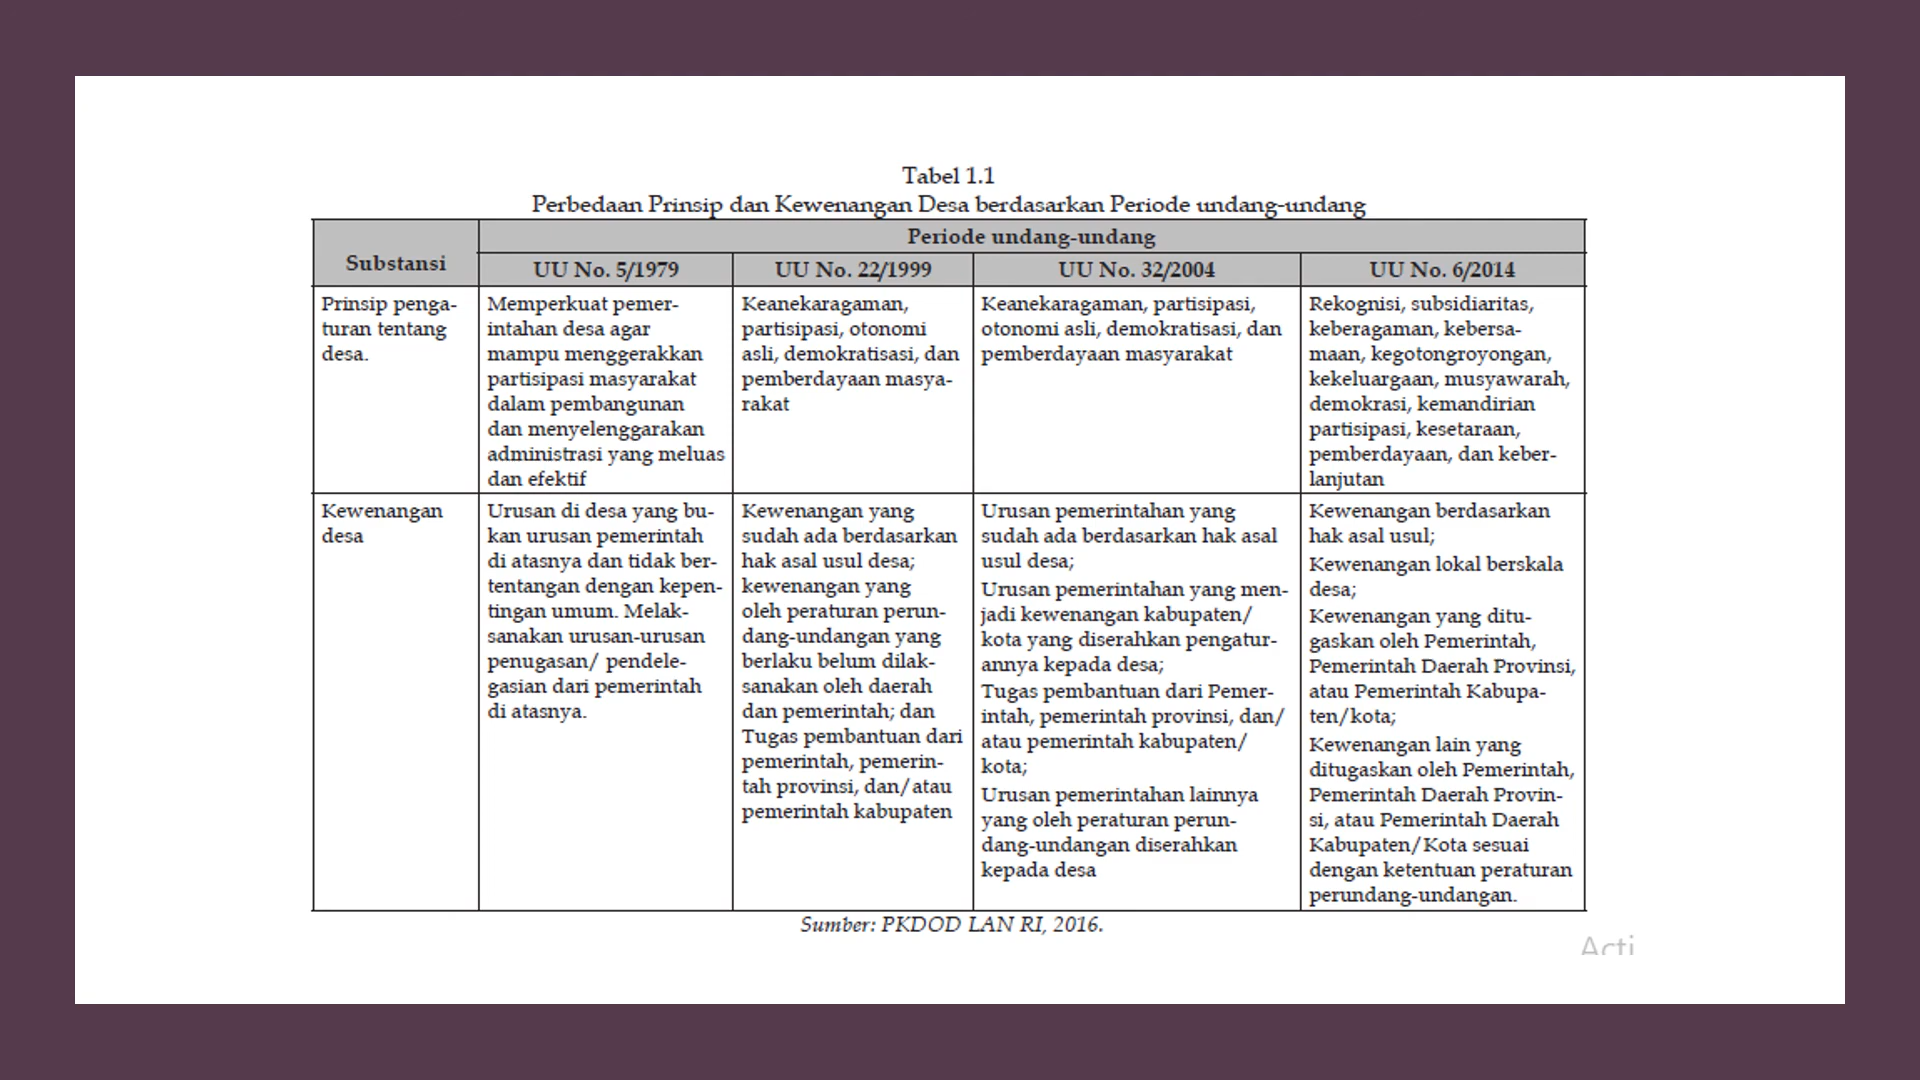 Tabel 1.1
Perbedaan Prinsip dan Kewenangan Desa berdasarkan Periode undang-undang
Substansi
Periode undang-undang
UU No. 5/1979
UU No. 22/1999
UU No. 32/2004
UU No. 6/2014
Prinsip penga-
turan tentang
desa.
Memperkuat pemer-
intahan desa agar
mampu menggerakkan
partisipasi masyarakat
dalam pembangunan
dan menyelenggarakan
administrasi yang meluas
dan efektif
Keanekaragaman,
partisipasi, otonomi
asli, demokratisasi, dan
pemberdayaan masya-
rakat
Keanekaragaman, partisipasi,
otonomi asli, demokratisasi, dan
pemberdayaan masyarakat
Rekognisi, subsidiaritas,
keberagaman, kebersa-
maan, kegotongroyongan,
kekeluargaan, musyawarah,
demokrasi, kemandirian
partisipasi, kesetaraan,
pemberdayaan, dan keber-
lanjutan
Kewenangan
desa
Urusan di desa yang bu-
kan urusan pemerintah
di atasnya dan tidak ber-
tentangan dengan kepen-
tingan umum. Melak-
sanakan urusan-urusan
penugasan/ pendele-
gasian dari pemerintah
di atasnya.
Kewenangan yang
sudah ada berdasarkan
hak asal usul desa;
kewenangan yang
oleh peraturan perun-
dang-undangan yang
berlaku belum dilak-
sanakan oleh daerah
dan pemerintah; dan
Tugas pembantuan dari
pemerintah, pemerin-
tah provinsi, dan/atau
pemerintah kabupaten
Urusan pemerintahan yang
sudah ada berdasarkan hak asal
usul desa;
Urusan pemerintahan yang men-
jadi kewenangan kabupaten/
kota yang diserahkan pengatur-
annya kepada desa;
Tugas pembantuan dari Pemer-
intah, pemerintah provinsi, dan/
atau pemerintah kabupaten/
kota;
Urusan pemerintahan lainnya
yang oleh peraturan perun-
dang-undangan diserahkan
kepada desa
Kewenangan berdasarkan
hak asal usul;
Kewenangan lokal berskala
desa;
Kewenangan yang ditu-
gaskan oleh Pemerintah,
Pemerintah Daerah Provinsi,
atau Pemerintah Kabupa-
ten/kota;
Kewenangan lain yang
ditugaskan oleh Pemerintah,
Pemerintah Daerah Provin-
si, atau Pemerintah Daerah
Kabupaten/Kota sesuai
dengan ketentuan peraturan
perundang-undangan.
Sumber: PKDOD LAN RI, 2016.
Acti